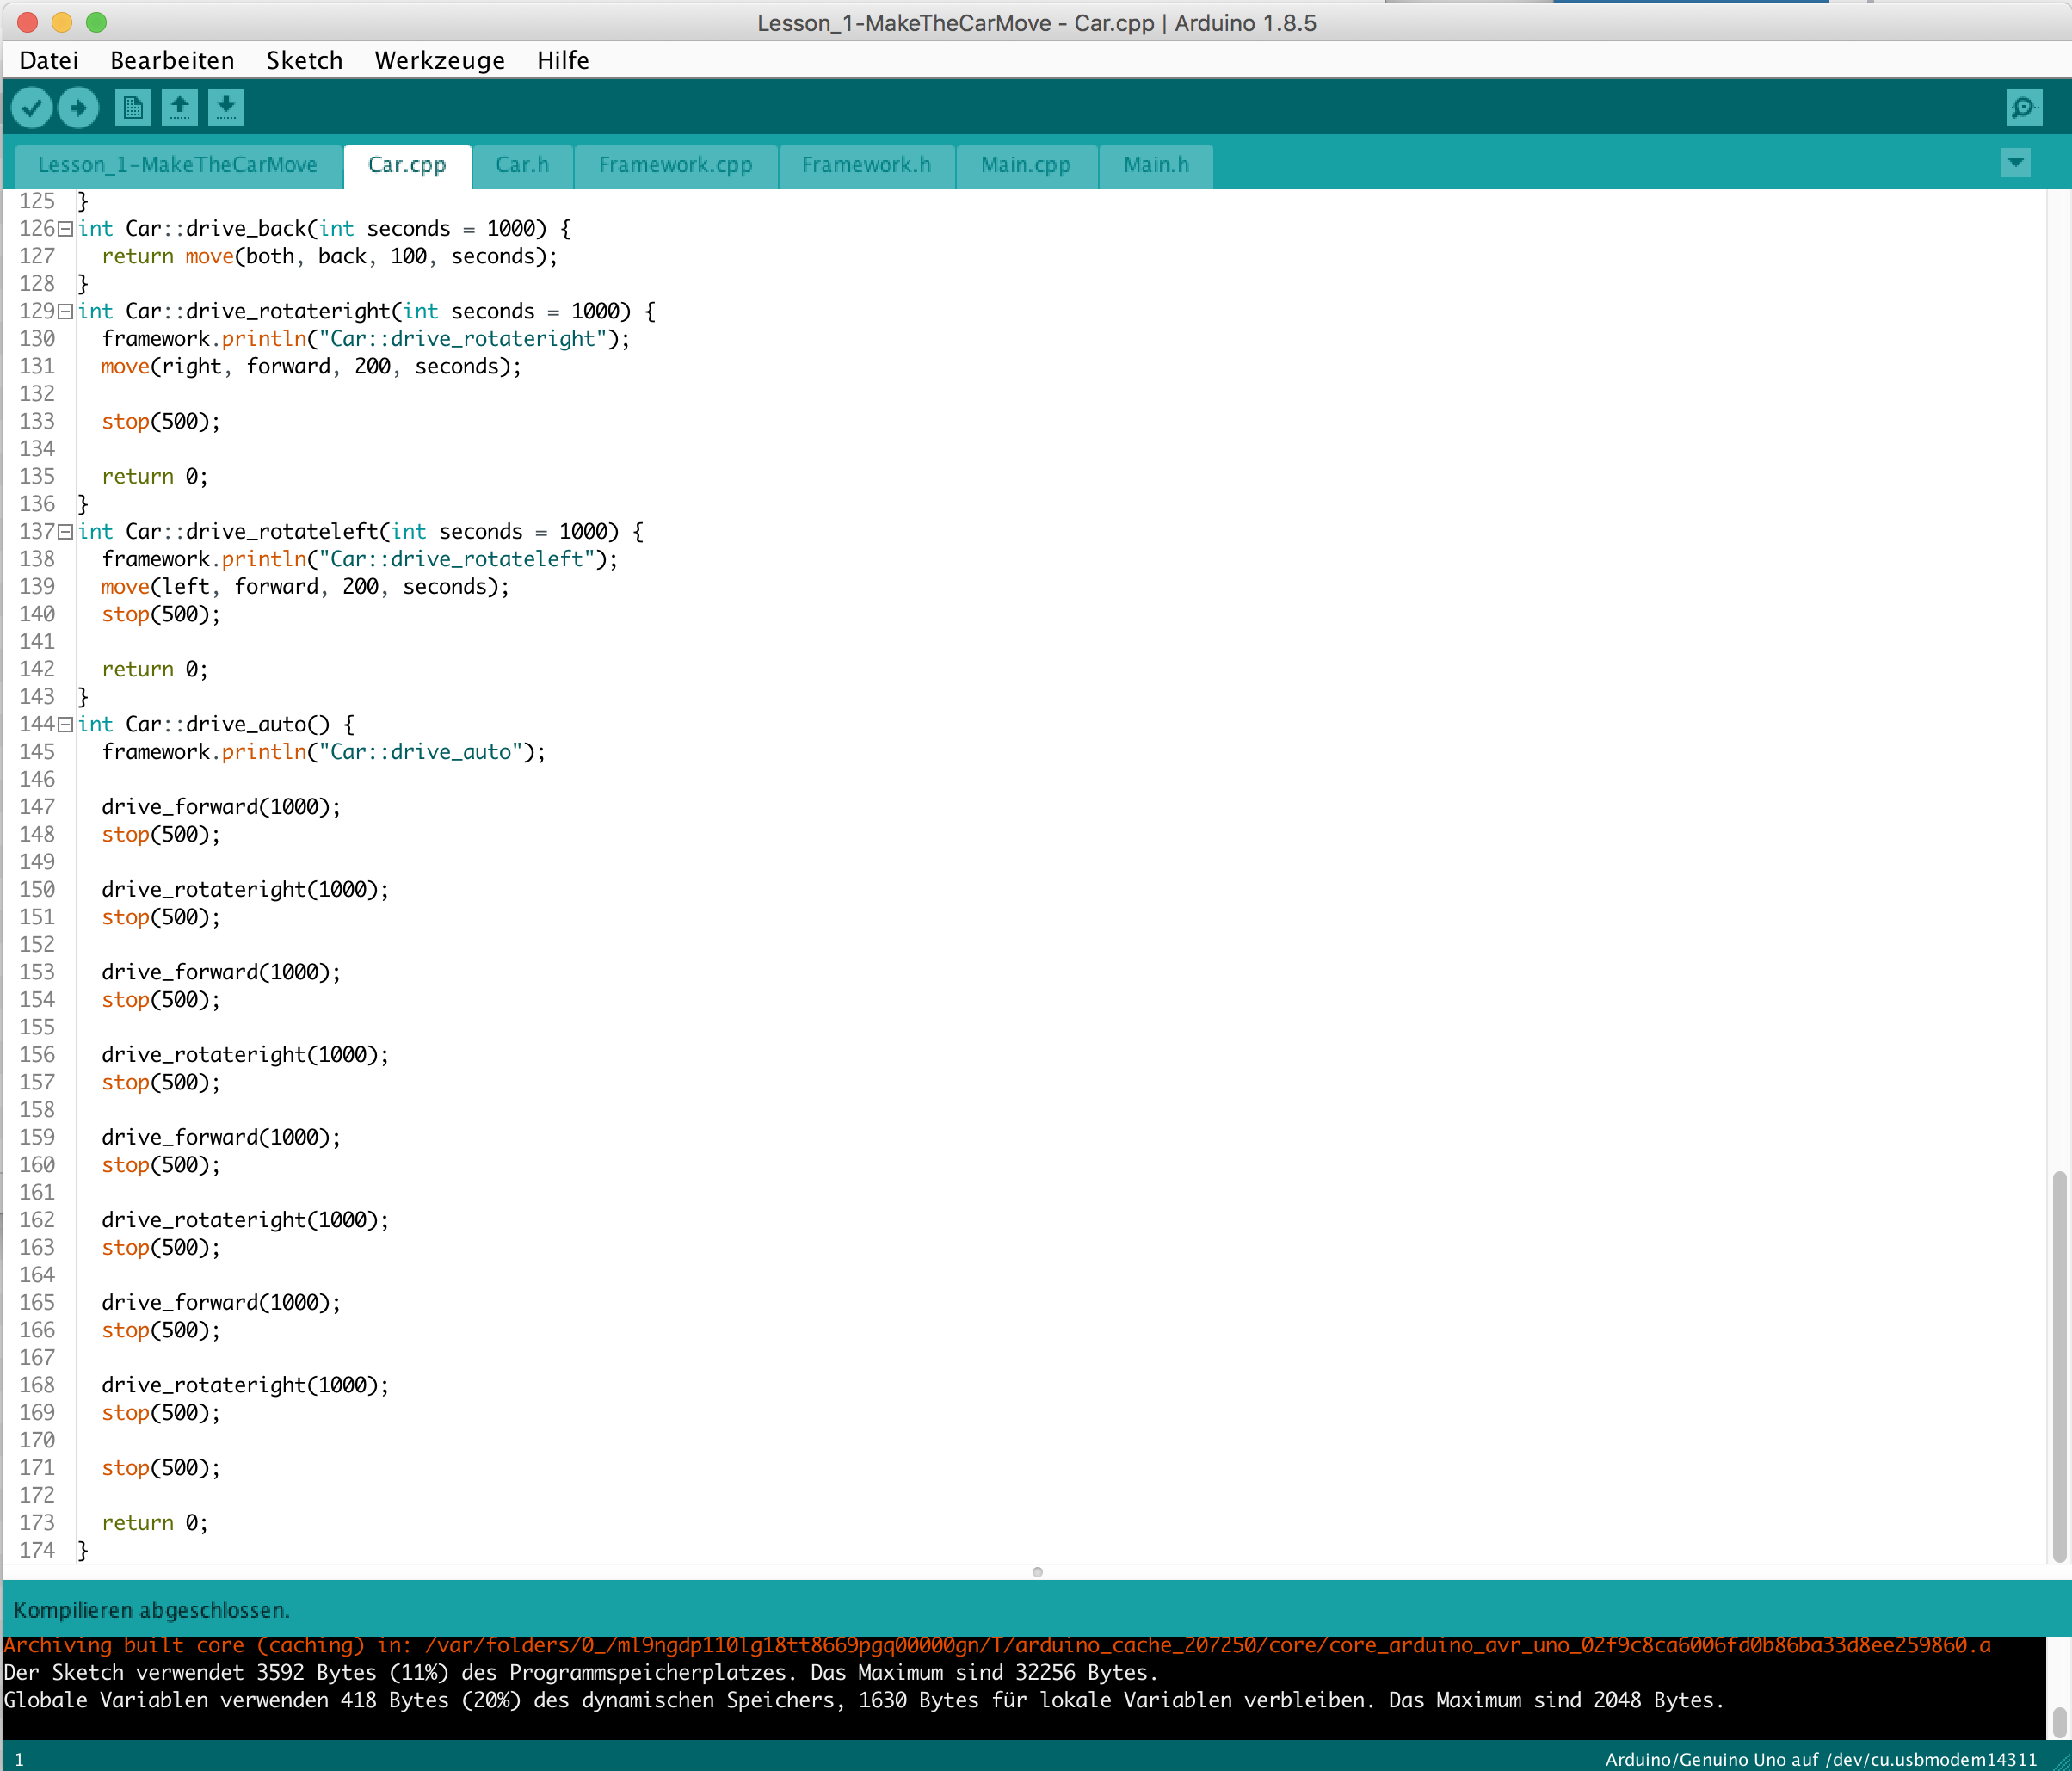 Lesson_1-MakeTheCarMove - Car.cpp | Arduino 1.8.5
Datei Bearbeiten Sketch Werkzeuge Hilfe
Lesson_1-MakeTheCarMove Car.cpp Car.h Framework.cpp Framework.h Main.cpp Main.h
125 }
126 int Car::drive_back(int seconds = 1000) {
127 return move(both, back, 100, seconds);
128 }
129 int Car::drive_rotateright(int seconds = 1000) {
130 framework.println("Car::drive_rotateright");
131 move(right, forward, 200, seconds);
132
133 stop(500);
134
135 return 0;
136 }
137 int Car::drive_rotateleft(int seconds = 1000) {
138 framework.println("Car::drive_rotateleft");
139 move(left, forward, 200, seconds);
140 stop(500);
141
142 return 0;
143 }
144 int Car::drive_auto() {
145 framework.println("Car::drive_auto");
146
147 drive_forward(1000);
148 stop(500);
149
150 drive_rotateright(1000);
151 stop(500);
152
153 drive_forward(1000);
154 stop(500);
155
156 drive_rotateright(1000);
157 stop(500);
158
159 drive_forward(1000);
160 stop(500);
161
162 drive_rotateright(1000);
163 stop(500);
164
165 drive_forward(1000);
166 stop(500);
167
168 drive_rotateright(1000);
169 stop(500);
170
171 stop(500);
172
173 return 0;
174 }
Kompilieren abgeschlossen.
Archiving built core (caching) in: /var/folders/0_/ml9ngdp110lg18tt8669pgq00000gn/T/arduino_cache_207250/core/core_arduino_avr_uno_02f9c8ca6006fd0b86ba33d8ee259860.a
Der Sketch verwendet 3592 Bytes (11%) des Programmspeicherplatzes. Das Maximum sind 32256 Bytes.
Globale Variablen verwenden 418 Bytes (20%) des dynamischen Speichers, 1630 Bytes für lokale Variablen verbleiben. Das Maximum sind 2048 Bytes.
1 Arduino/Genuino Uno auf /dev/cu.usbmodem14311